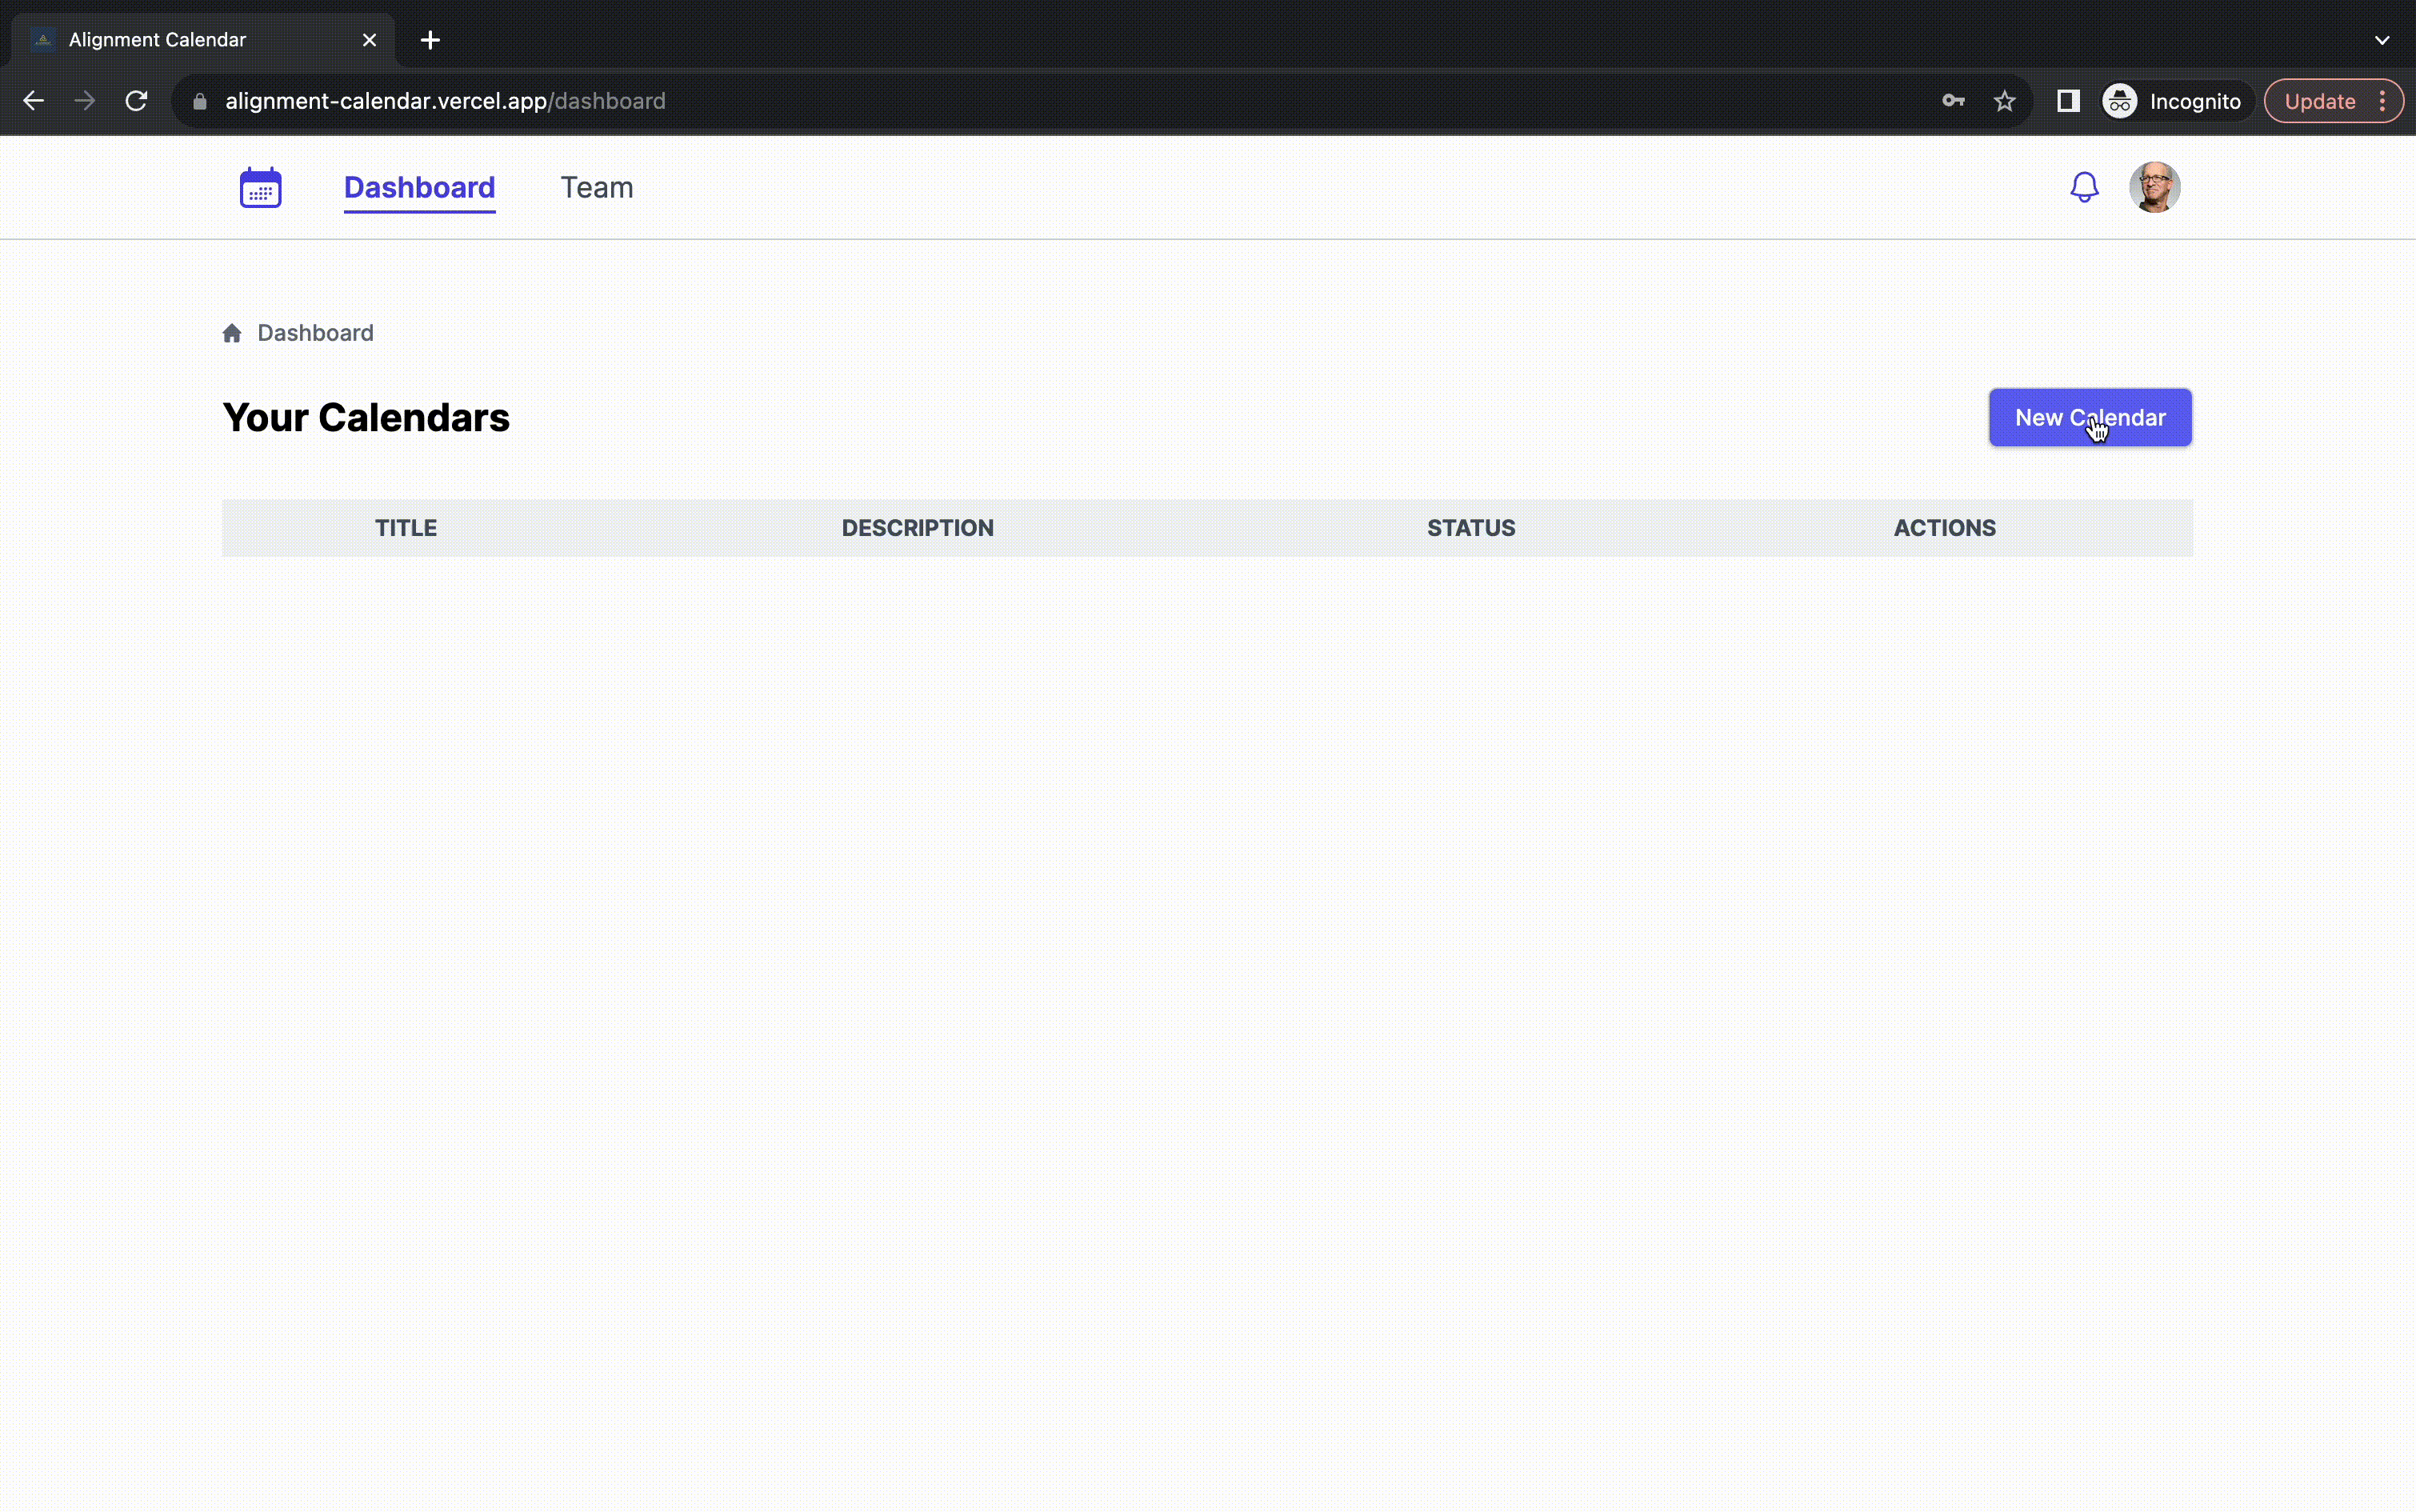 Alignment Calendar
alignment-calendar.vercel.app/dashboard
Incognito
Update
Dashboard
Team
Dashboard
Your Calendars
New Calendar
TITLE
DESCRIPTION
STATUS
ACTIONS